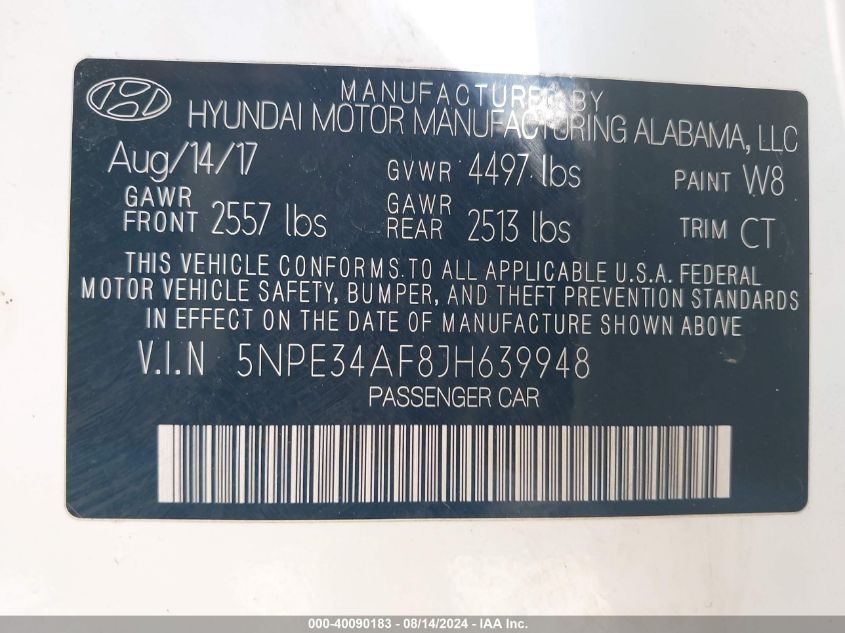 MANUFACTURED BY
HYUNDAI MOTOR MANUFACTURING ALABAMA, LLC
Aug/14/17 GVWR 4497 lbs PAINT W8
GAWR FRONT 2557 lbs GAWR REAR 2513 lbs TRIM CT
THIS VEHICLE CONFORMS TO ALL APPLICABLE U.S.A. FEDERAL
MOTOR VEHICLE SAFETY, BUMPER, AND THEFT PREVENTION STANDARDS
IN EFFECT ON THE DATE OF MANUFACTURE SHOWN ABOVE
V.I.N 5NPE34AF8JH639948
PASSENGER CAR
000-40090183 - 08/14/2024 - IAA Inc.